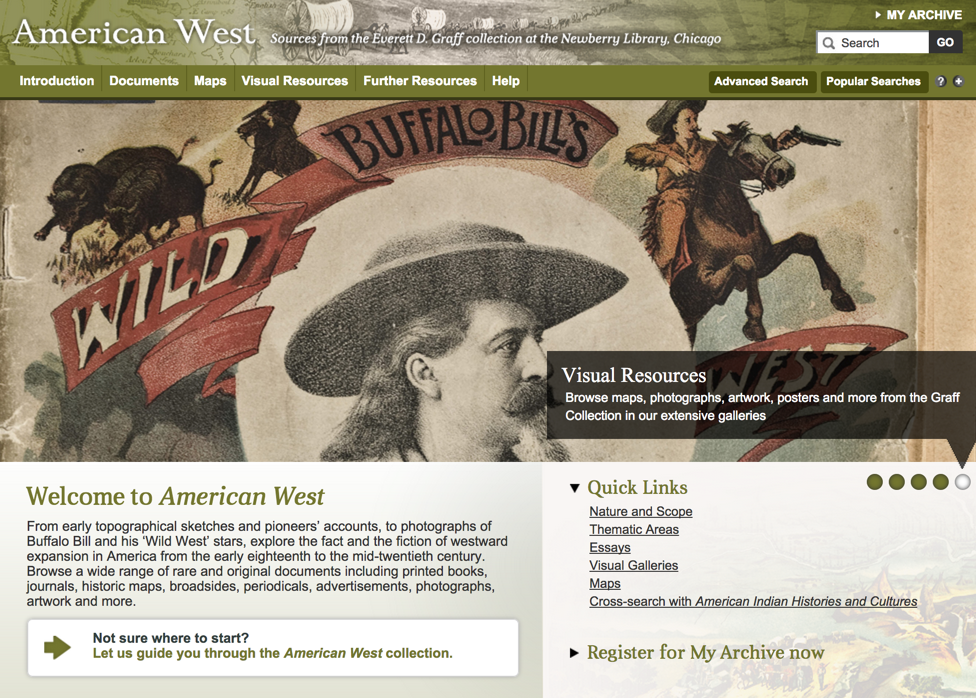 American West
Sources from the Everett D. Graff collection at the Newberry Library, Chicago
MY ARCHIVE
Search
GO
Introduction
Documents
Maps
Visual Resources
Further Resources
Help
Advanced Search
Popular Searches
?
+
BUFFALO BILL'S
WILD
WEST
Visual Resources
Browse maps, photographs, artwork, posters and more from the Graff
Collection in our extensive galleries
Welcome to American West
From early topographical sketches and pioneers’ accounts, to photographs of
Buffalo Bill and his ‘Wild West’ stars, explore the fact and the fiction of westward
expansion in America from the early eighteenth to the mid-twentieth century.
Browse a wide range of rare and original documents including printed books,
journals, historic maps, broadsides, periodicals, advertisements, photographs,
artwork and more.
Not sure where to start?
Let us guide you through the American West collection.
Quick Links
Nature and Scope
Thematic Areas
Essays
Visual Galleries
Maps
Cross-search with American Indian Histories and Cultures
Register for My Archive now